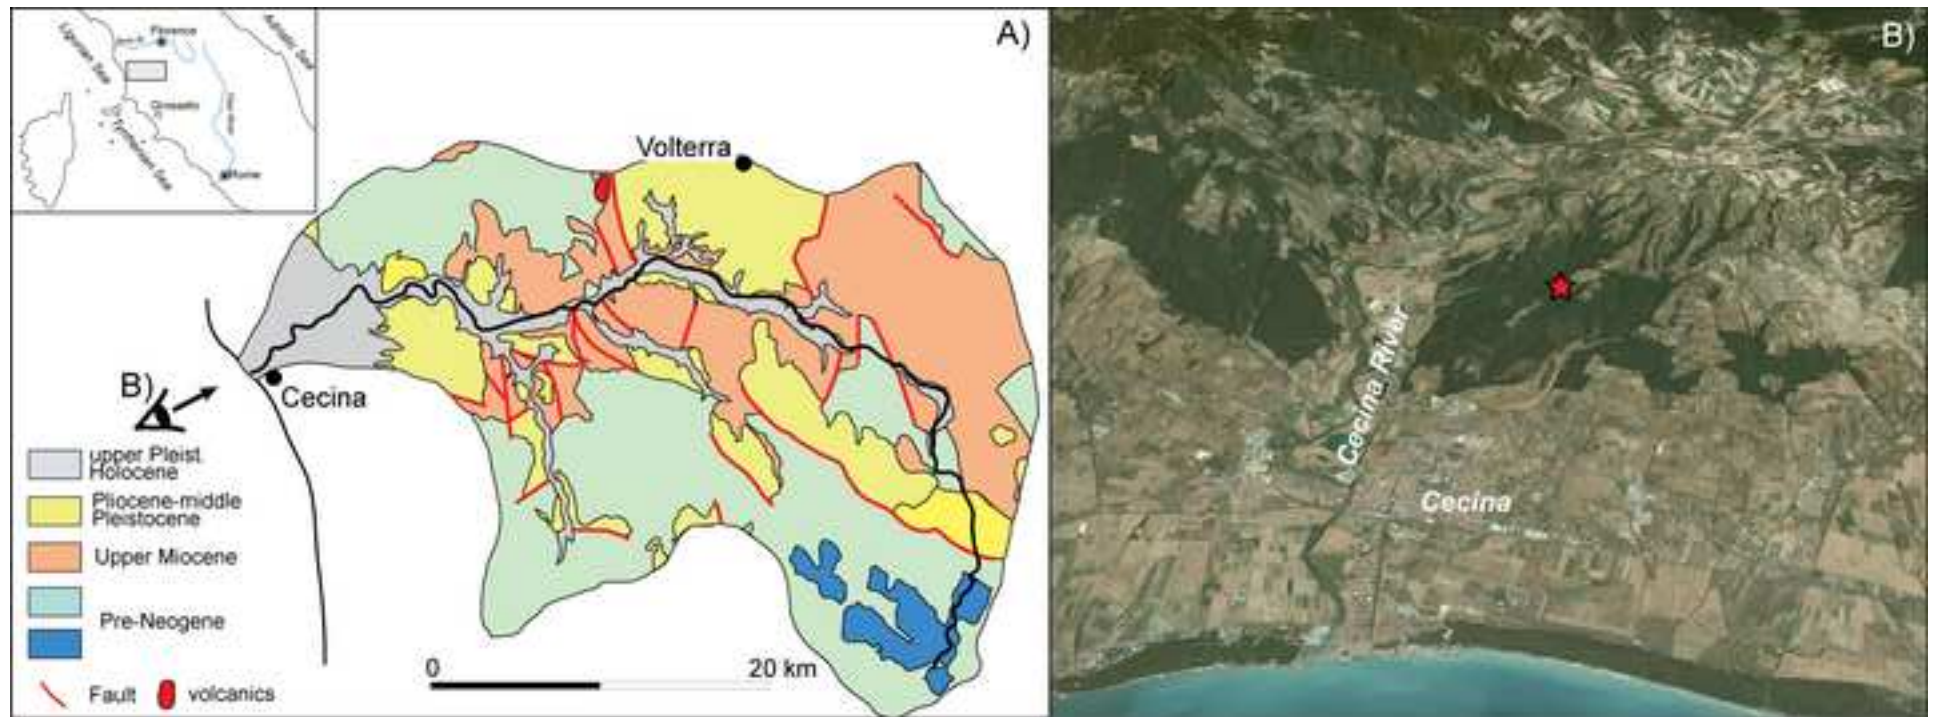 A)
Ligurian Sea
Florence
Adriatic Sea
Grosseto
Tyrrhenian Sea
Rome
Volterra
B)
Cecina
upper Pleist.
Holocene
Pliocene-middle
Pleistocene
Upper Miocene
Pre-Neogene
0
20 km
Fault
volcanics
B)
Cecina River
Cecina